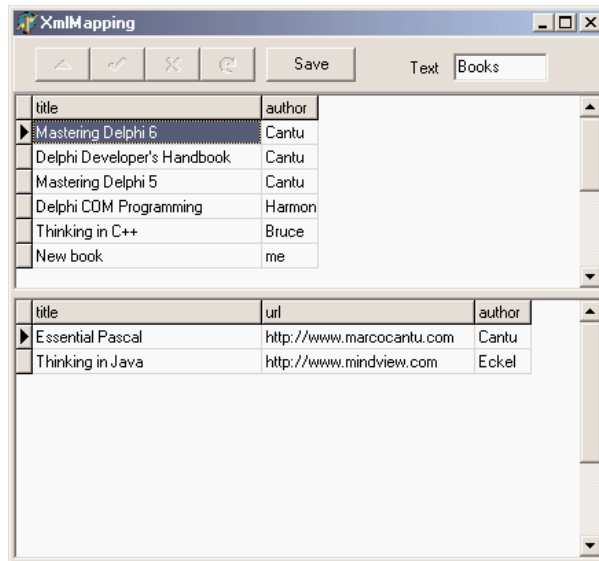 XmlMapping
Save Text Books
title author
Mastering Delphi 6 Cantu
Delphi Developer's Handbook Cantu
Mastering Delphi 5 Cantu
Delphi COM Programming Harmon
Thinking in C++ Bruce
New book me
title url author
Essential Pascal http://www.marcocantu.com Cantu
Thinking in Java http://www.mindview.com Eckel